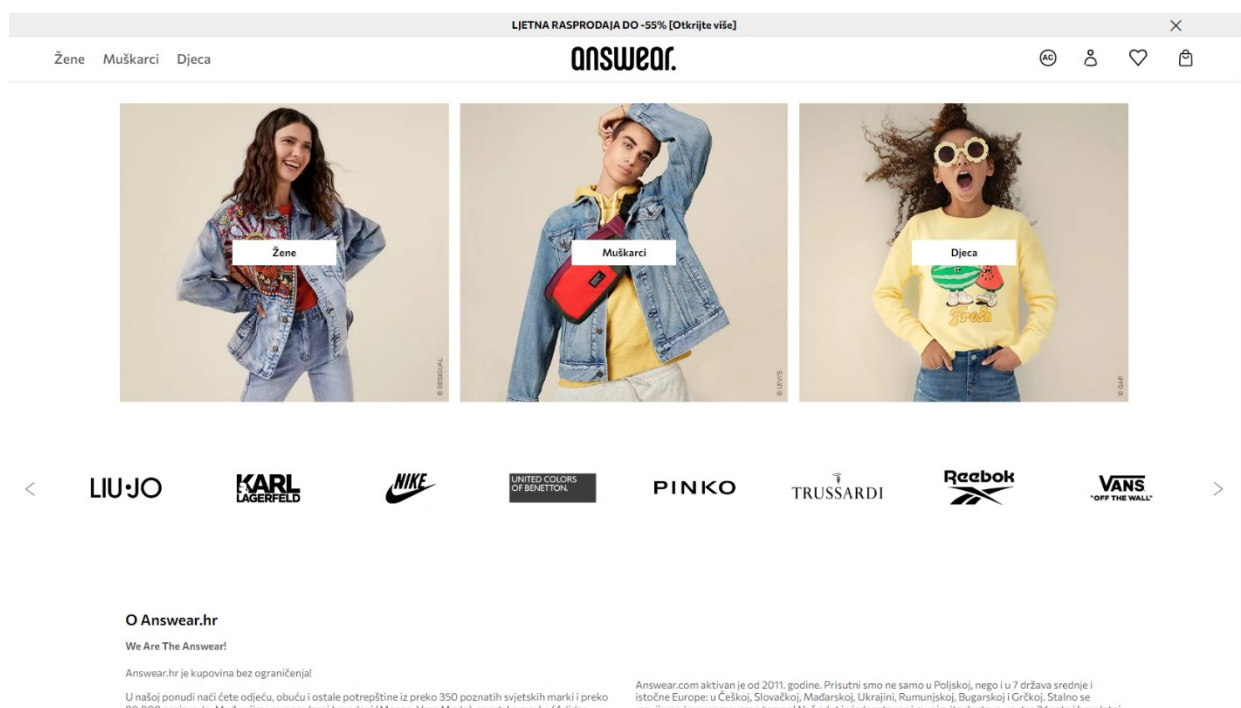 LJETNA RASPRODAJA DO -55% [Otkrijte više]
Žene Muškarci Djeca
answear.
AC
Žene
Muškarci
Djeca
Fresh
© DESIGUAL
© LEVI'S
© GAP
LIU·JO
KARL LAGERFELD
NIKE
UNITED COLORS
OF BENETTON.
PINKO
TRUSSARDI
Reebok
VANS
"OFF THE WALL"
O Answear.hr
We Are The Answear!
Answear.hr je kupovina bez ograničenja!
U našoj ponudi naći ćete odjeću, obuću i ostale potrepštine iz preko 350 poznatih svjetskih marki i preko
Answear.com aktivan je od 2011. godine. Prisutni smo ne samo u Poljskoj, nego i u 7 država srednje i
istočne Europe: u Češkoj, Slovačkoj, Mađarskoj, Ukrajini, Rumunjskoj, Bugarskoj i Grčkoj. Stalno se